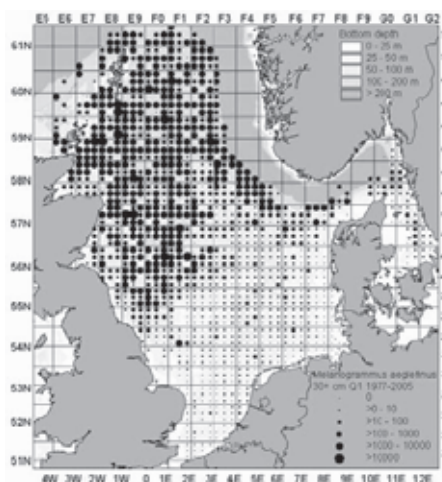 E5 E6 E7 E8 E9 F0 F1 F2 F3 F4 F5 F6 F7 F8 F9 G0 G1 G2
Bottom depth
0 - 25 m
25 - 50 m
50 - 100 m
100 - 200 m
> 200 m
61N
60N
59N
58N
57N
56N
55N
54N
53N
52N
51N
Melanogrammus aeglefinus
30+ cm Q1 1977-2005
0
>0 - 10
>10 - 100
>100 - 1000
>1000 - 10000
>10000
4W 3W 2W 1W 0 1E 2E 3E 4E 5E 6E 7E 8E 9E 10E 11E 12E